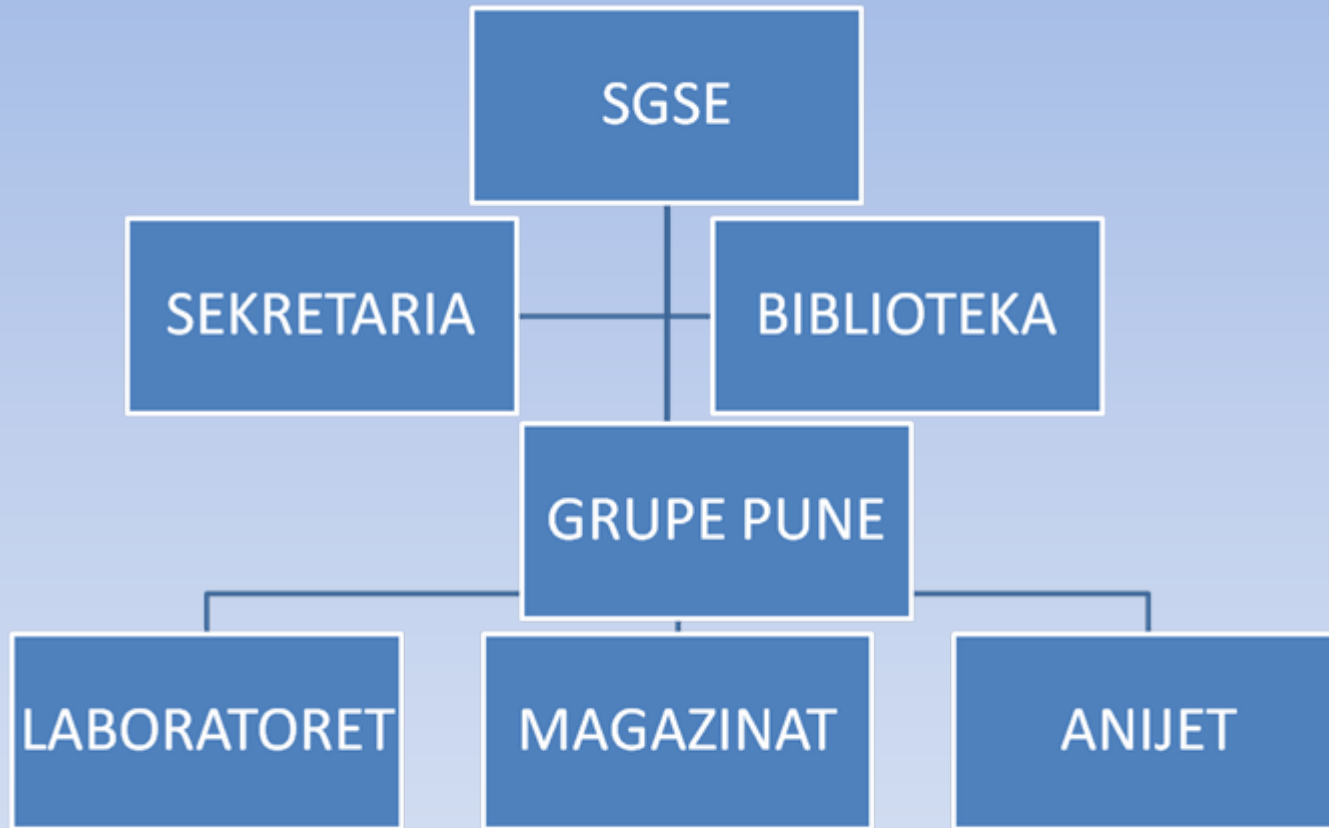 SGSE
SEKRETARIA
BIBLIOTEKA
GRUPE PUNE
LABORATORET
MAGAZINAT
ANIJET